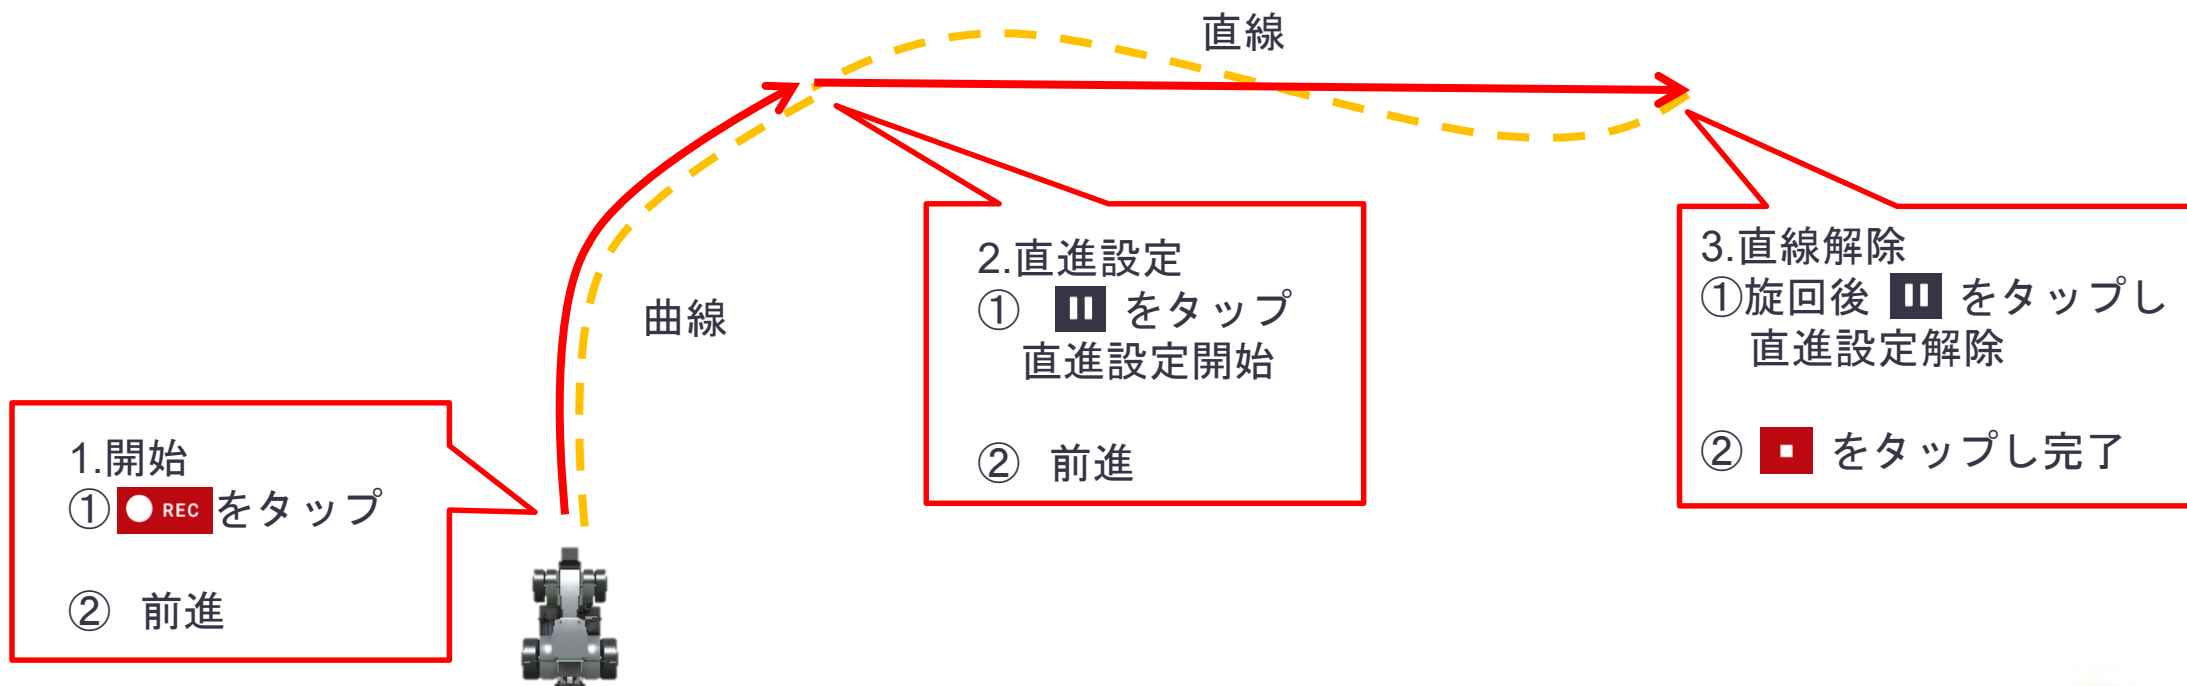 直線
曲線
1.開始
① REC をタップ
② 前進
2.直進設定
① をタップ
直進設定開始
② 前進
3.直線解除
①旋回後 をタップし
直進設定解除
② をタップし完了